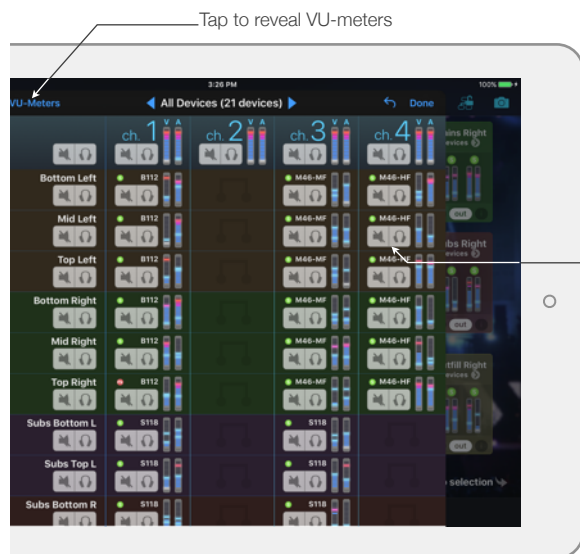 Tap to reveal VU-meters
3:26 PM
100%
VU-Meters
All Devices (21 devices)
Done
ch. 1
V A
ch. 2
V A
ch. 3
V A
ch. 4
V A
Bottom Left
B112
M46-MF
M46-HF
Mid Left
B112
M46-MF
M46-HF
Top Left
B112
M46-MF
M46-HF
Bottom Right
B112
M46-MF
M46-HF
Mid Right
B112
M46-MF
M46-HF
Top Right
B112
M46-MF
M46-HF
Subs Bottom L
S118
S118
Subs Top L
S118
S118
Subs Bottom R
S118
S118
Right
out
Right
out
Right
out
selection